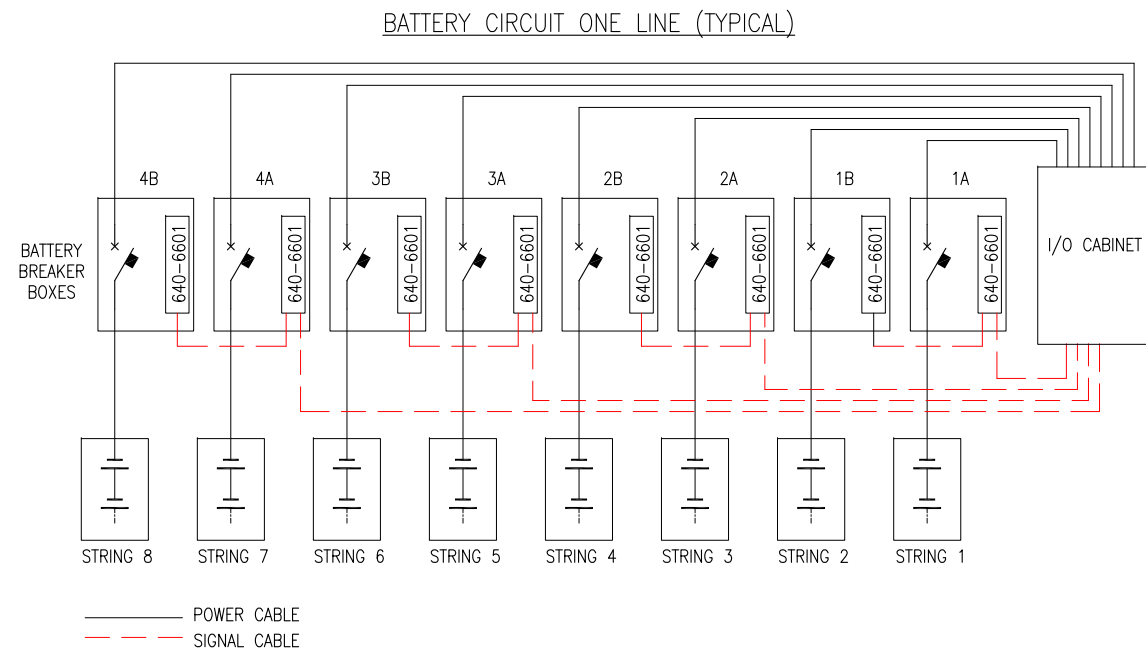 BATTERY CIRCUIT ONE LINE (TYPICAL)
4B 4A 3B 3A 2B 2A 1B 1A
640-6601 640-6601 640-6601 640-6601 640-6601 640-6601 640-6601 640-6601
BATTERY
BREAKER
BOXES
I/O CABINET
STRING 8 STRING 7 STRING 6 STRING 5 STRING 4 STRING 3 STRING 2 STRING 1
POWER CABLE
SIGNAL CABLE